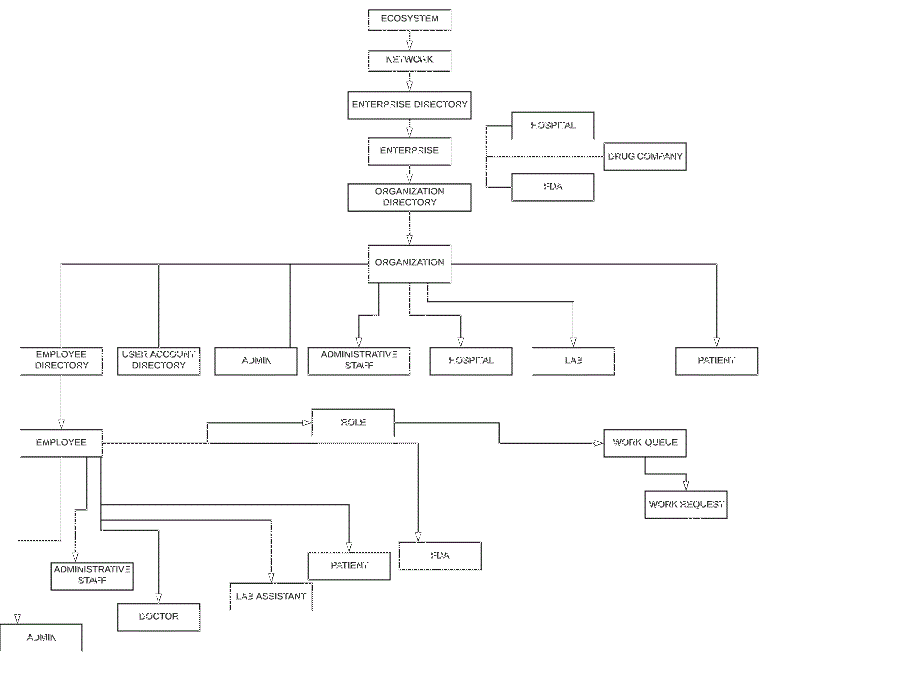 ECOSYSTEM
NETWORK
ENTERPRISE DIRECTORY
HOSPITAL
ENTERPRISE
DRUG COMPANY
FDA
ORGANIZATION
DIRECTORY
ORGANIZATION
EMPLOYEE
DIRECTORY
USER ACCOUNT
DIRECTORY
ADMIN
ADMINISTRATIVE
STAFF
HOSPITAL
LAB
PATIENT
ROLE
EMPLOYEE
WORK QUEUE
WORK REQUEST
FDA
PATIENT
ADMINISTRATIVE
STAFF
LAB ASSISTANT
DOCTOR
ADMIN